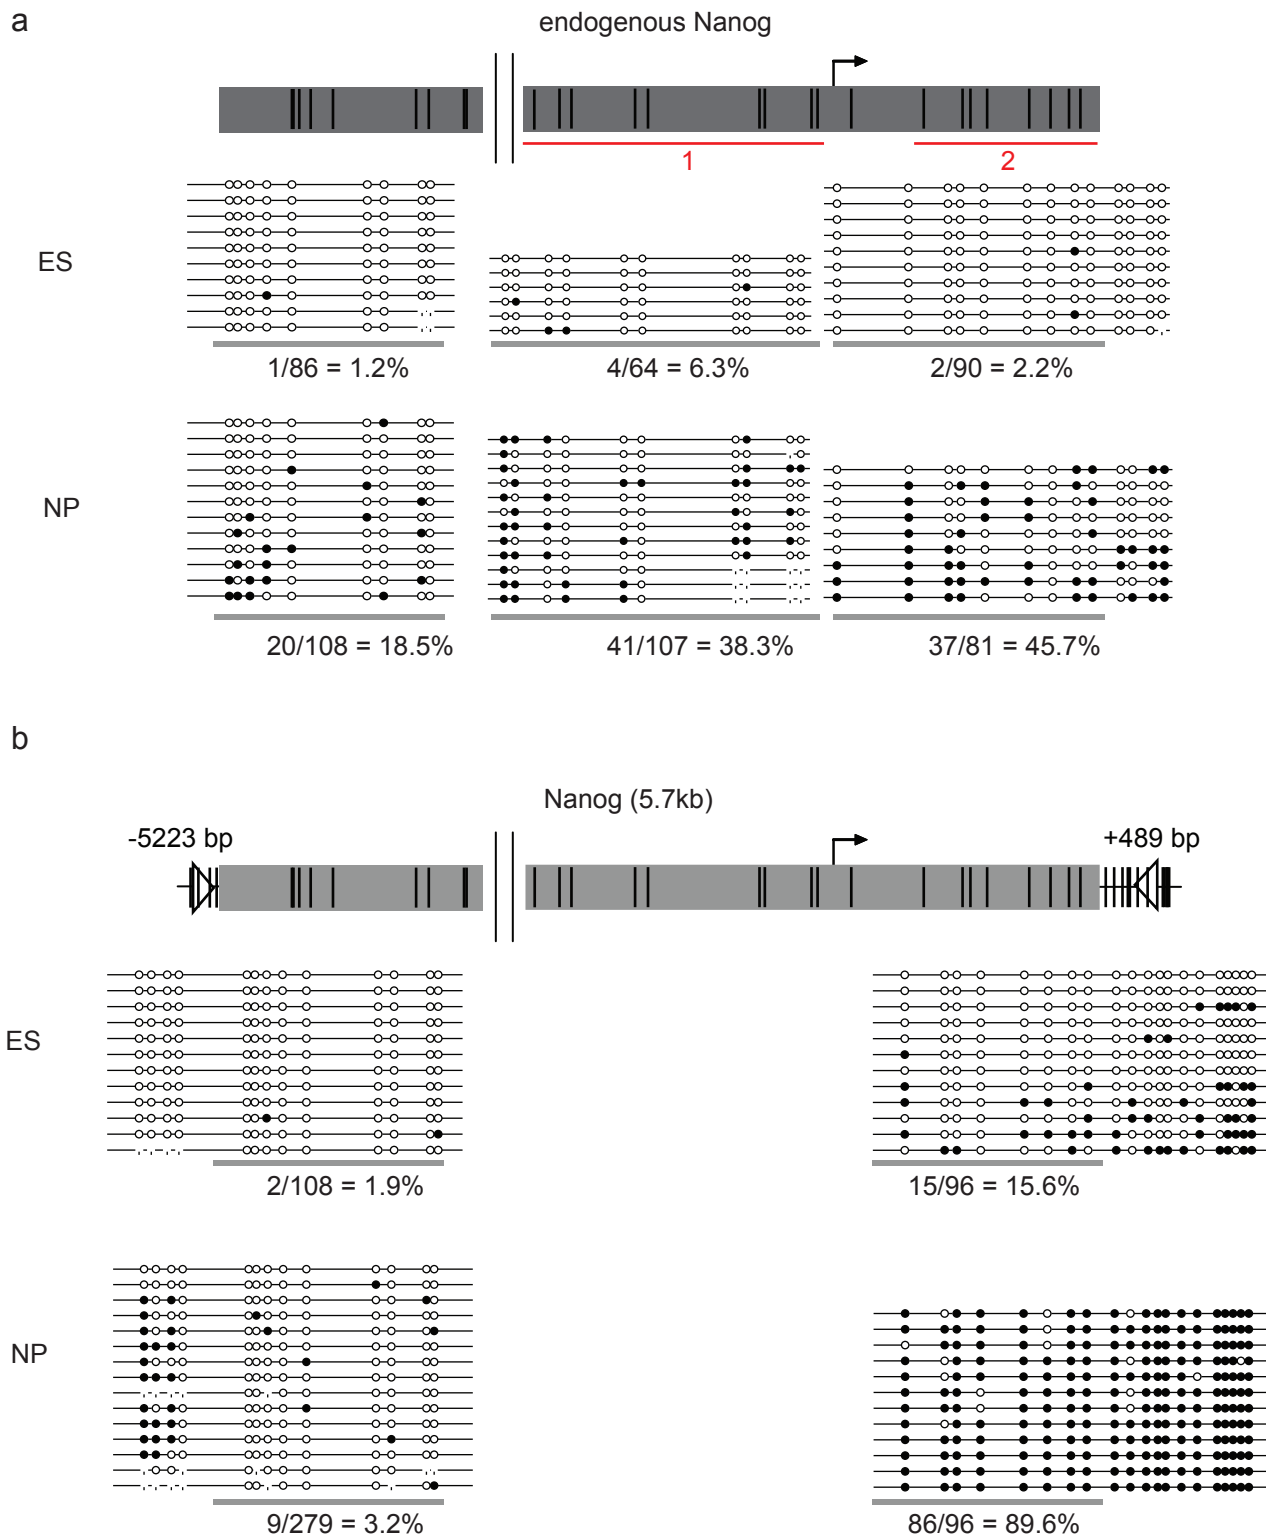 a
endogenous Nanog
1
2
ES
1/86 = 1.2%
4/64 = 6.3%
2/90 = 2.2%
NP
20/108 = 18.5%
41/107 = 38.3%
37/81 = 45.7%
b
Nanog (5.7kb)
-5223 bp
+489 bp
ES
2/108 = 1.9%
15/96 = 15.6%
NP
9/279 = 3.2%
86/96 = 89.6%